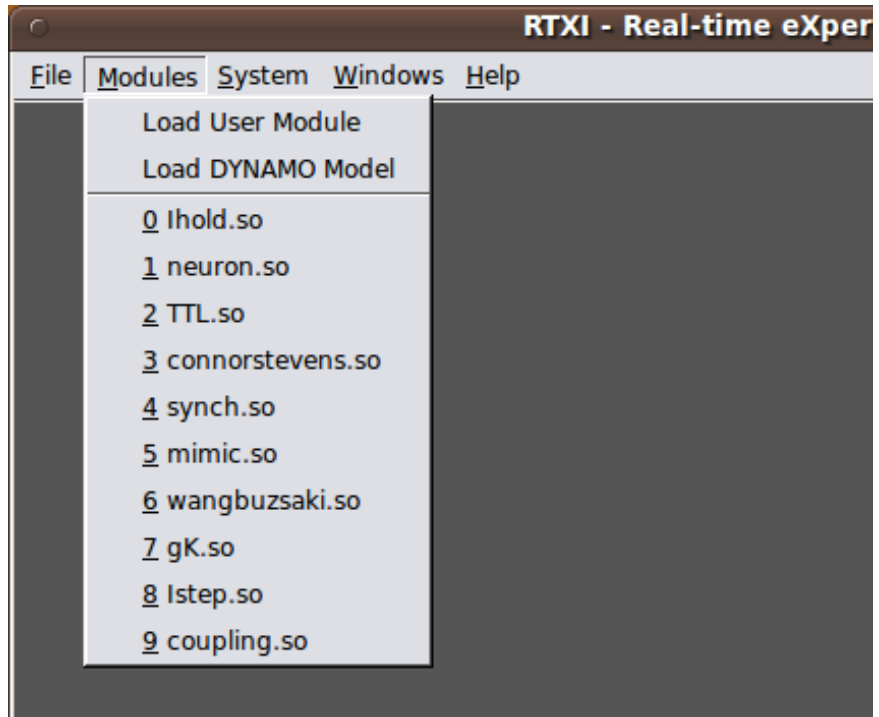 RTXI - Real-time eXper
File Modules System Windows Help
Load User Module
Load DYNAMO Model
0 Ihold.so
1 neuron.so
2 TTL.so
3 connorstevens.so
4 synch.so
5 mimic.so
6 wangbuzsaki.so
7 gK.so
8 Istep.so
9 coupling.so